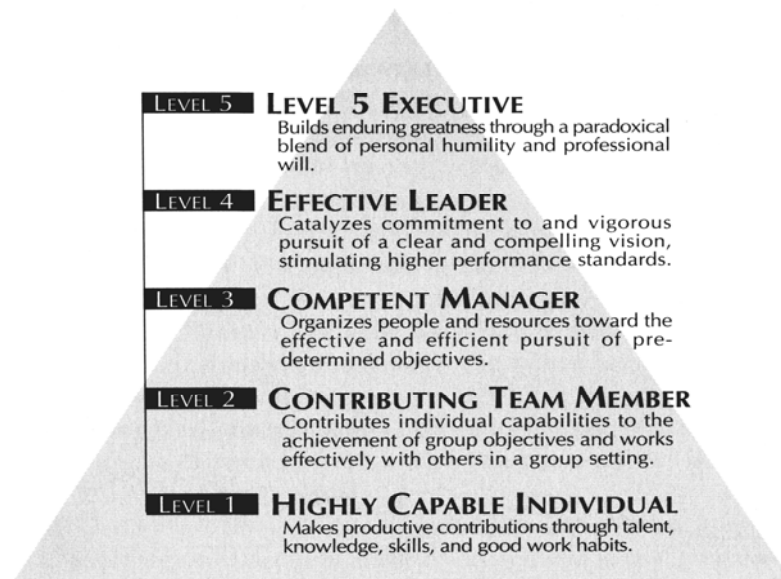 LEVEL 5 LEVEL 5 EXECUTIVE
Builds enduring greatness through a paradoxical
blend of personal humility and professional
will.
LEVEL 4 EFFECTIVE LEADER
Catalyzes commitment to and vigorous
pursuit of a clear and compelling vision,
stimulating higher performance standards.
LEVEL 3 COMPETENT MANAGER
Organizes people and resources toward the
effective and efficient pursuit of pre-
determined objectives.
LEVEL 2 CONTRIBUTING TEAM MEMBER
Contributes individual capabilities to the
achievement of group objectives and works
effectively with others in a group setting.
LEVEL 1 HIGHLY CAPABLE INDIVIDUAL
Makes productive contributions through talent,
knowledge, skills, and good work habits.